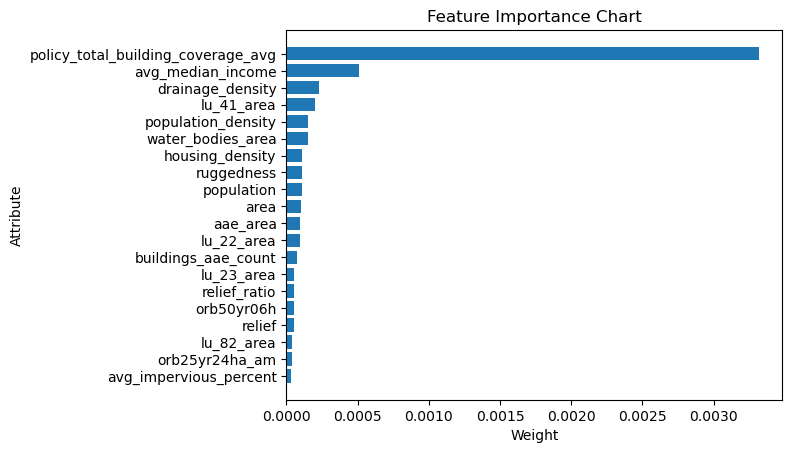 Feature Importance Chart
policy_total_building_coverage_avg
avg_median_income
drainage_density
lu_41_area
population_density
water_bodies_area
housing_density
ruggedness
population
area
aae_area
lu_22_area
buildings_aae_count
lu_23_area
relief_ratio
orb50yr06h
relief
lu_82_area
orb25yr24ha_am
avg_impervious_percent
Attribute
0.0000 0.0005 0.0010 0.0015 0.0020 0.0025 0.0030
Weight